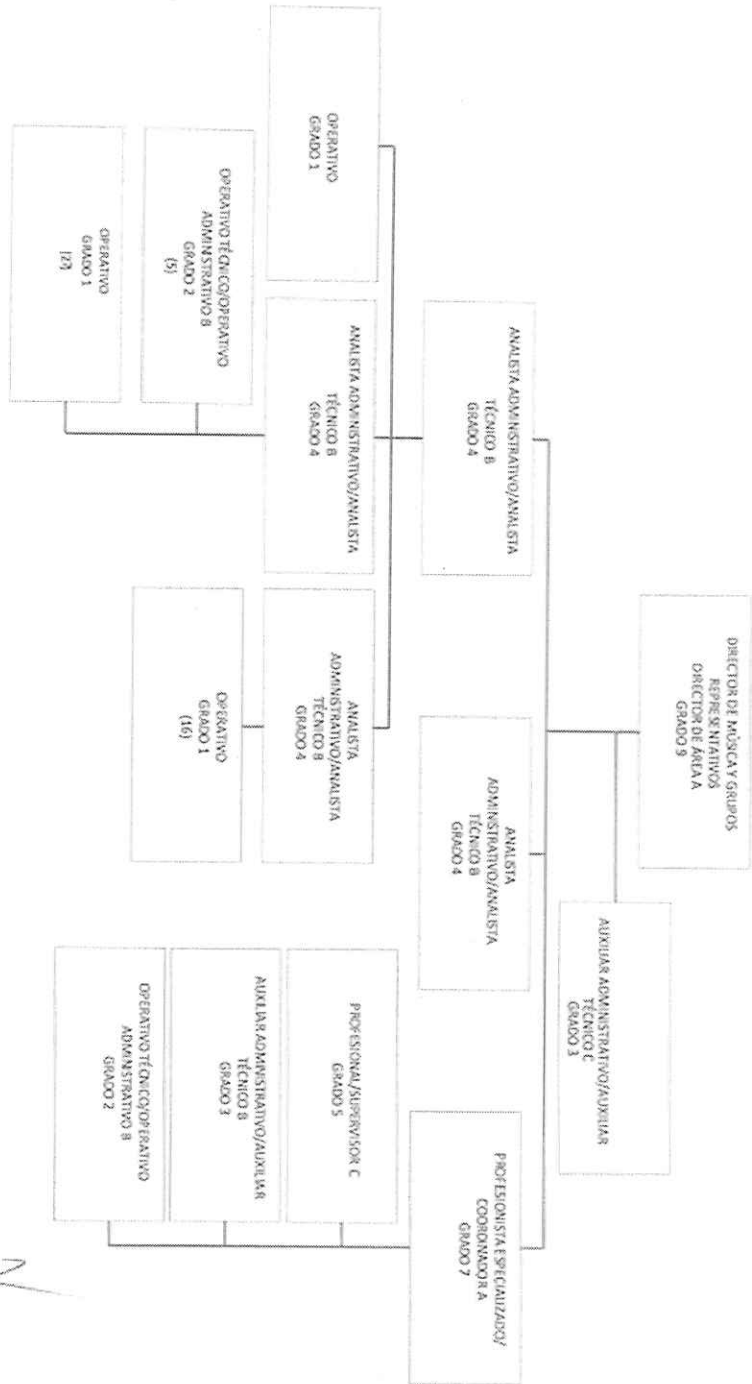 DIRECTOR DE MÚSICA Y GRUPOS
REPRESENTATIVOS
DIRECTOR DE ÁREA A
GRADO 9
AUXILIAR ADMINISTRATIVO/AUXILIAR
TÉCNICO C
GRADO 3
ANALISTA ADMINISTRATIVO/ANALISTA
TÉCNICO B
GRADO 4
ANALISTA
ADMINISTRATIVO/ANALISTA
TÉCNICO B
GRADO 4
PROFESIONISTA ESPECIALIZADO/
COORDINADOR A
GRADO 7
OPERATIVO
GRADO 1
ANALISTA ADMINISTRATIVO/ANALISTA
TÉCNICO B
GRADO 4
ANALISTA
ADMINISTRATIVO/ANALISTA
TÉCNICO B
GRADO 4
PROFESIONAL/SUPERVISOR C
GRADO 5
OPERATIVO TÉCNICO/OPERATIVO
ADMINISTRATIVO B
GRADO 2
(5)
OPERATIVO
GRADO 1
(16)
AUXILIAR ADMINISTRATIVO/AUXILIAR
TÉCNICO B
GRADO 3
OPERATIVO
GRADO 1
(27)
OPERATIVO TÉCNICO/OPERATIVO
ADMINISTRATIVO B
GRADO 2